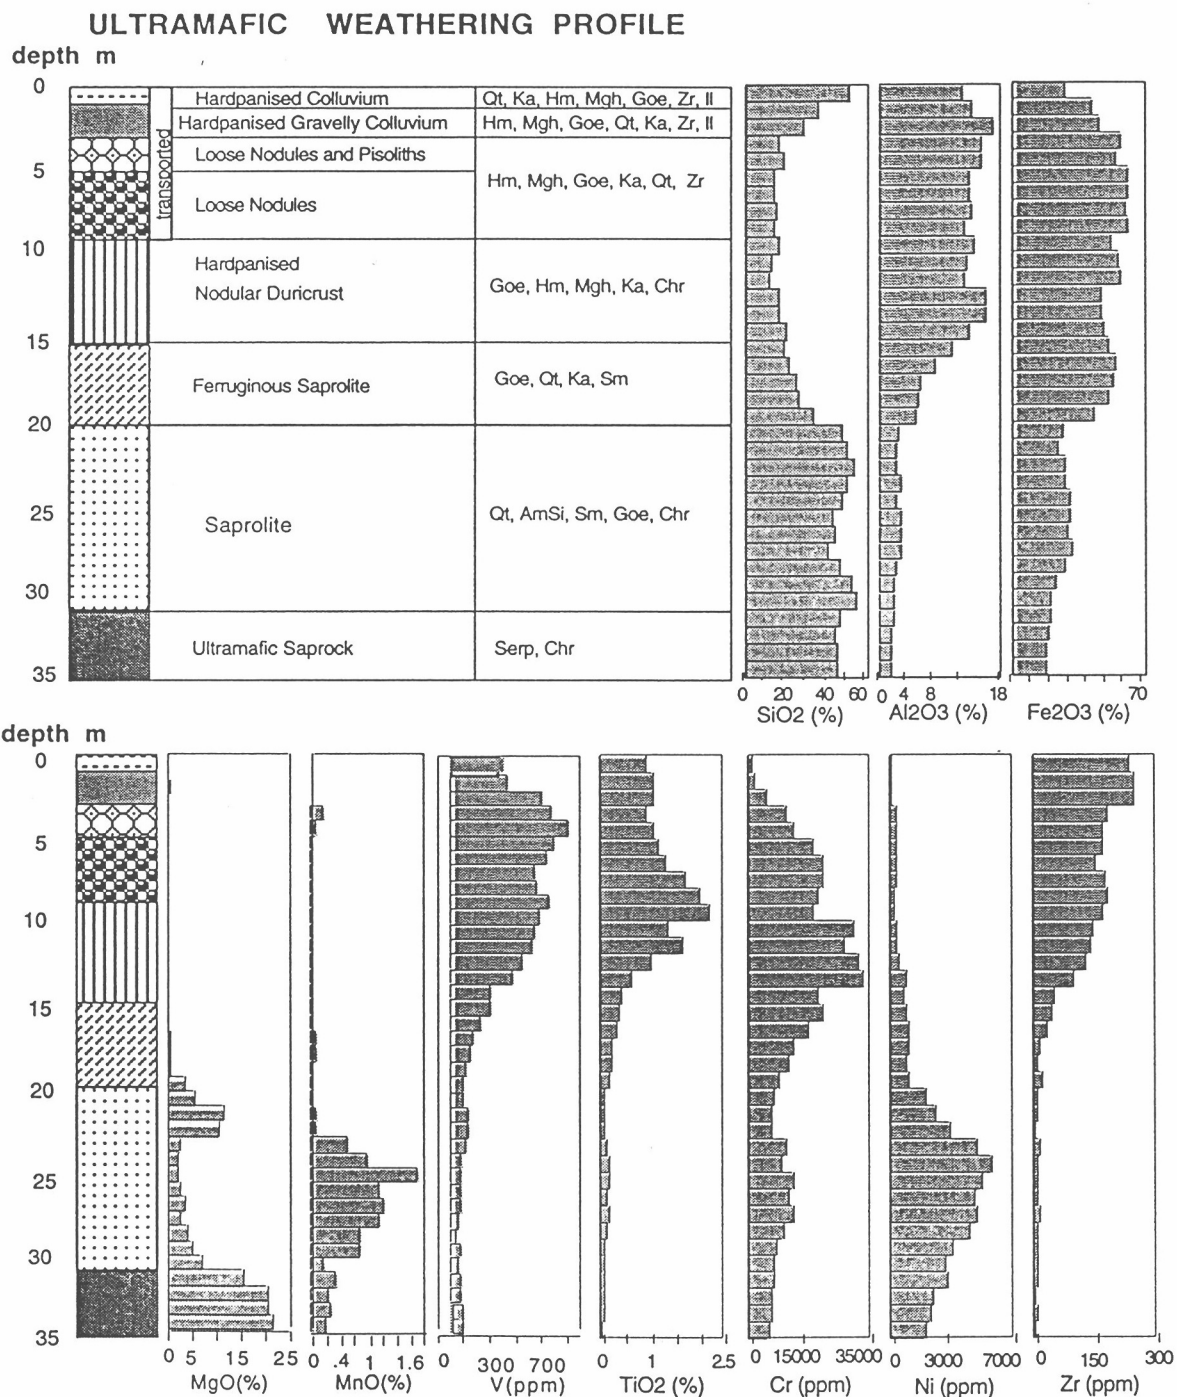 ULTRAMAFIC WEATHERING PROFILE
depth m
0
5
10
15
20
25
30
35
transported
Hardpanised Colluvium
Qt, Ka, Hm, Mgh, Goe, Zr, Il
Hardpanised Gravelly Colluvium
Hm, Mgh, Goe, Qt, Ka, Zr, Il
Loose Nodules and Pisoliths
Hm, Mgh, Goe, Ka, Qt, Zr
Loose Nodules
Hardpanised
Nodular Duricrust
Goe, Hm, Mgh, Ka, Chr
Ferruginous Saprolite
Goe, Qt, Ka, Sm
Saprolite
Qt, AmSi, Sm, Goe, Chr
Ultramafic Saprock
Serp, Chr
0 20 40 60
SiO2 (%)
0 4 8 18
Al2O3 (%)
70
Fe2O3 (%)
depth m
0
5
10
15
20
25
30
35
0 5 15 25
MgO(%)
0 .4 1 1.6
MnO(%)
0 300 700
V(ppm)
0 1 2.5
TiO2 (%)
0 15000 35000
Cr (ppm)
0 3000 7000
Ni (ppm)
0 150 300
Zr (ppm)